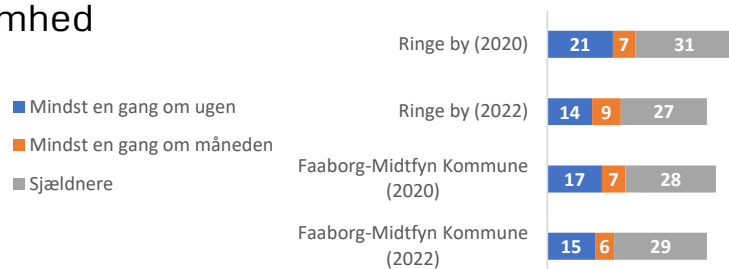 mhed
Mindst en gang om ugen
Mindst en gang om måneden
Sjældnere
Ringe by (2020)
21 7 31
Ringe by (2022)
14 9 27
Faaborg-Midtfyn Kommune
(2020)
17 7 28
Faaborg-Midtfyn Kommune
(2022)
15 6 29